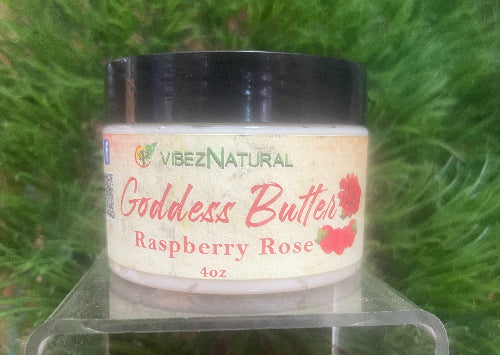 VIBEZNATURAL
Goddess Butter
Raspberry Rose
4oz